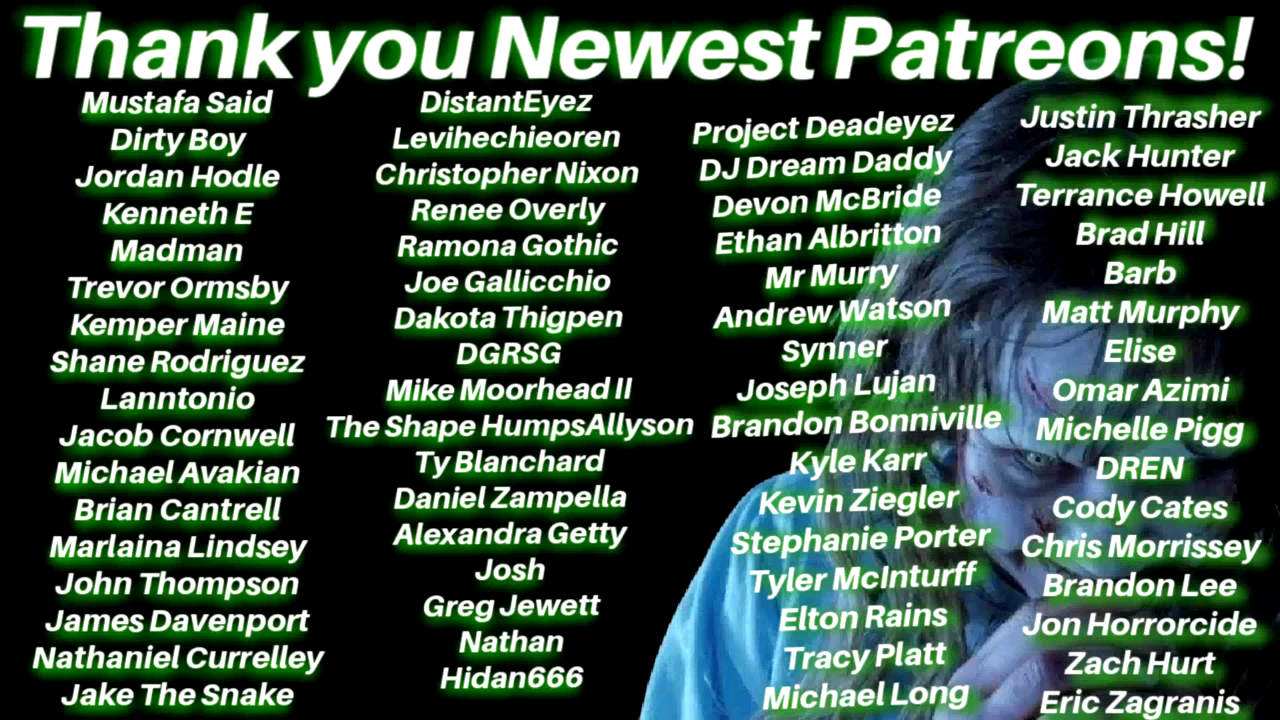 Thank you Newest Patreons!
Mustafa Said
Dirty Boy
Jordan Hodle
Kenneth E
Madman
Trevor Ormsby
Kemper Maine
Shane Rodriguez
Lanntonio
Jacob Cornwell
Michael Avakian
Brian Cantrell
Marlaina Lindsey
John Thompson
James Davenport
Nathaniel Currelley
Jake The Snake
DistantEyez
Levihechieoren
Christopher Nixon
Renee Overly
Ramona Gothic
Joe Gallicchio
Dakota Thigpen
DGRSG
Mike Moorhead II
The Shape HumpsAllyson
Ty Blanchard
Daniel Zampella
Alexandra Getty
Josh
Greg Jewett
Nathan
Hidan666
Project Deadeyez
DJ Dream Daddy
Devon McBride
Ethan Albritton
Mr Murry
Andrew Watson
Synner
Joseph Lujan
Brandon Bonniville
Kyle Karr
Kevin Ziegler
Stephanie Porter
Tyler McInturff
Elton Rains
Tracy Platt
Michael Long
Justin Thrasher
Jack Hunter
Terrance Howell
Brad Hill
Barb
Matt Murphy
Elise
Omar Azimi
Michelle Pigg
DREN
Cody Cates
Chris Morrissey
Brandon Lee
Jon Horrorcide
Zach Hurt
Eric Zagranis